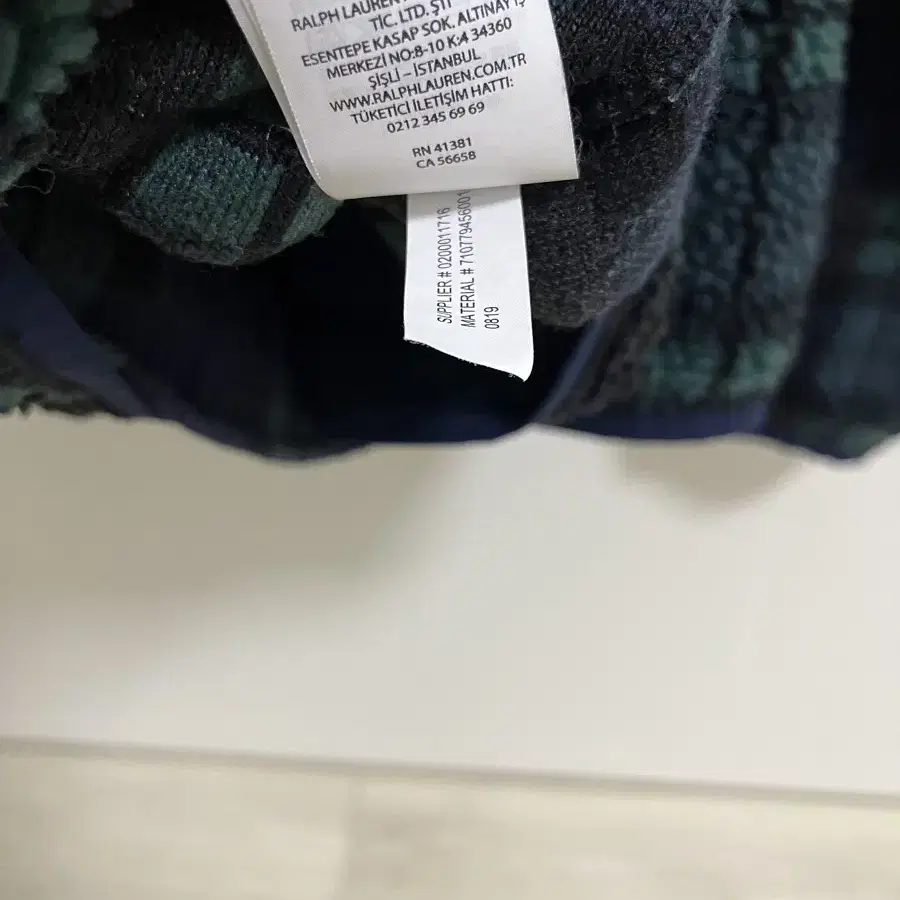 RALPH LAUREN
TİC. LTD. ŞTİ
ESENTEPE KASAP SOK. ALTINAY İŞ
MERKEZİ NO:8-10 K:4 34360
ŞİŞLİ – İSTANBUL
WWW.RALPHLAUREN.COM.TR
TÜKETİCİ İLETİŞİM HATTI:
0212 345 69 69
RN 41381
CA 56658
SUPPLIER # 0200011716
MATERIAL # 710779456001
0819